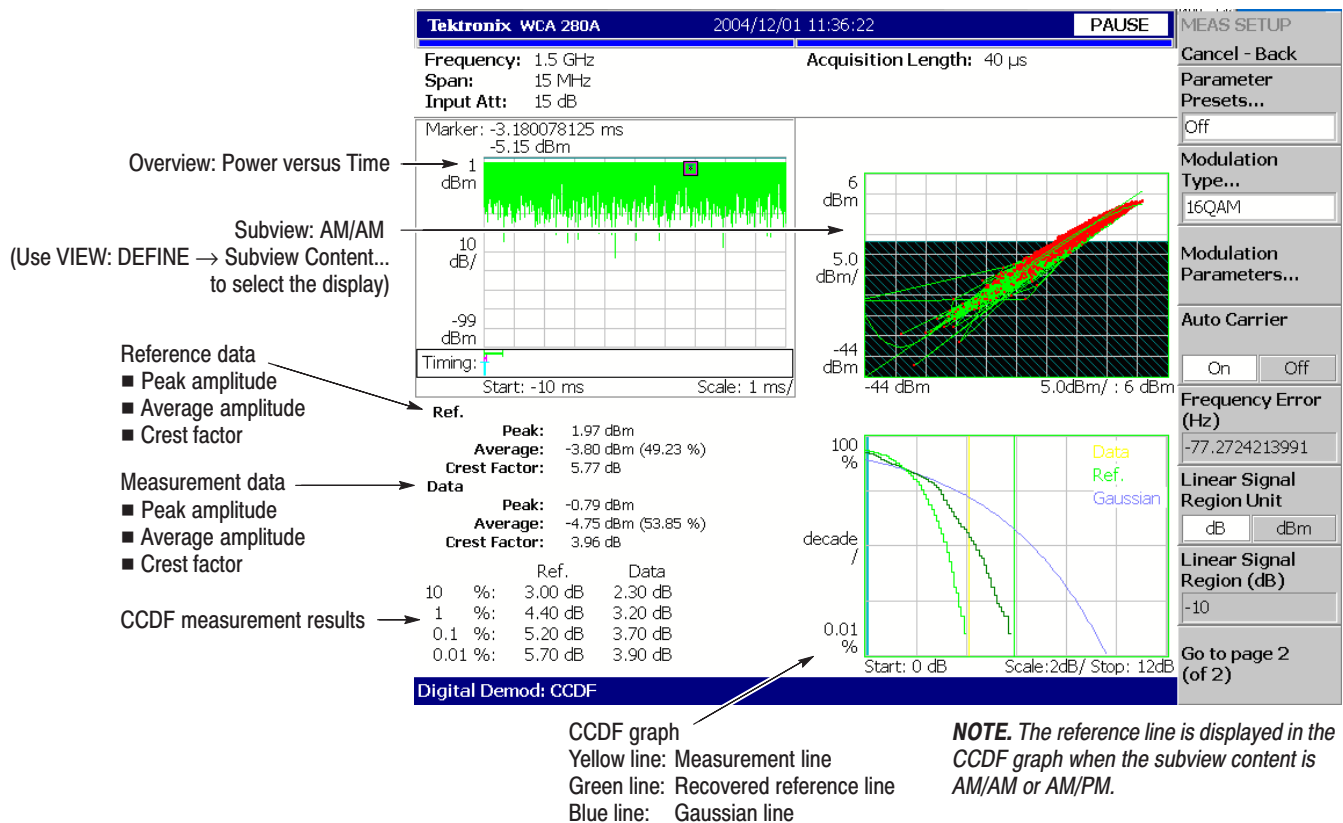 Tektronix WCA 280A 2004/12/01 11:36:22 PAUSE
Frequency: 1.5 GHz
Span: 15 MHz
Input Att: 15 dB
Acquisition Length: 40 µs
Marker: -3.180078125 ms
-5.15 dBm
1
dBm
10
dB/
-99
dBm
Timing:
Start: -10 ms Scale: 1 ms/
6
dBm
5.0
dBm/
-44
dBm
-44 dBm 5.0dBm/ : 6 dBm
Ref.
Peak: 1.97 dBm
Average: -3.80 dBm (49.23 %)
Crest Factor: 5.77 dB
Data
Peak: -0.79 dBm
Average: -4.75 dBm (53.85 %)
Crest Factor: 3.96 dB
Ref. Data
10 %: 3.00 dB 2.30 dB
1 %: 4.40 dB 3.20 dB
0.1 %: 5.20 dB 3.70 dB
0.01 %: 5.70 dB 3.90 dB
100
%
decade
/
0.01
%
Data
Ref.
Gaussian
Start: 0 dB Scale:2dB/ Stop: 12dB
Digital Demod: CCDF
MEAS SETUP
Cancel - Back
Parameter
Presets...
Off
Modulation
Type...
16QAM
Modulation
Parameters...
Auto Carrier
On Off
Frequency Error
(Hz)
-77.2724213991
Linear Signal
Region Unit
dB dBm
Linear Signal
Region (dB)
-10
Go to page 2
(of 2)
Overview: Power versus Time
Subview: AM/AM
(Use VIEW: DEFINE → Subview Content...
to select the display)
Reference data
■ Peak amplitude
■ Average amplitude
■ Crest factor
Measurement data
■ Peak amplitude
■ Average amplitude
■ Crest factor
CCDF measurement results
CCDF graph
Yellow line: Measurement line
Green line: Recovered reference line
Blue line: Gaussian line
NOTE. The reference line is displayed in the
CCDF graph when the subview content is
AM/AM or AM/PM.